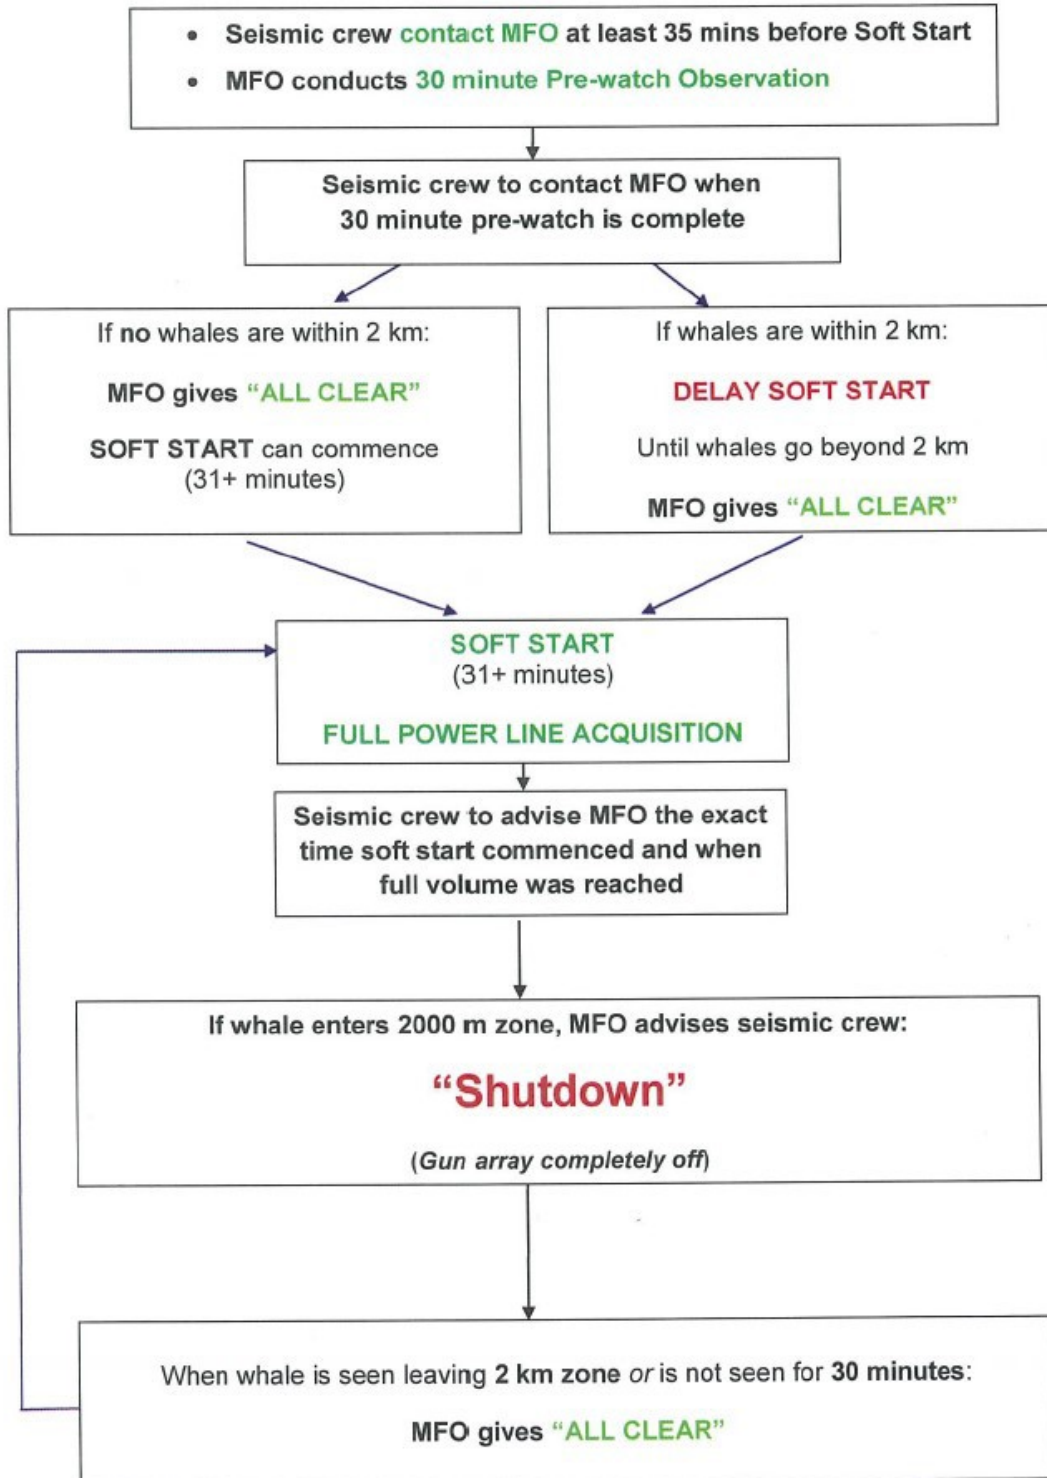 • Seismic crew contact MFO at least 35 mins before Soft Start
• MFO conducts 30 minute Pre-watch Observation
Seismic crew to contact MFO when
30 minute pre-watch is complete
If no whales are within 2 km:
MFO gives “ALL CLEAR”
SOFT START can commence
(31+ minutes)
If whales are within 2 km:
DELAY SOFT START
Until whales go beyond 2 km
MFO gives “ALL CLEAR”
SOFT START
(31+ minutes)
FULL POWER LINE ACQUISITION
Seismic crew to advise MFO the exact
time soft start commenced and when
full volume was reached
If whale enters 2000 m zone, MFO advises seismic crew:
“Shutdown”
(Gun array completely off)
When whale is seen leaving 2 km zone or is not seen for 30 minutes:
MFO gives “ALL CLEAR”